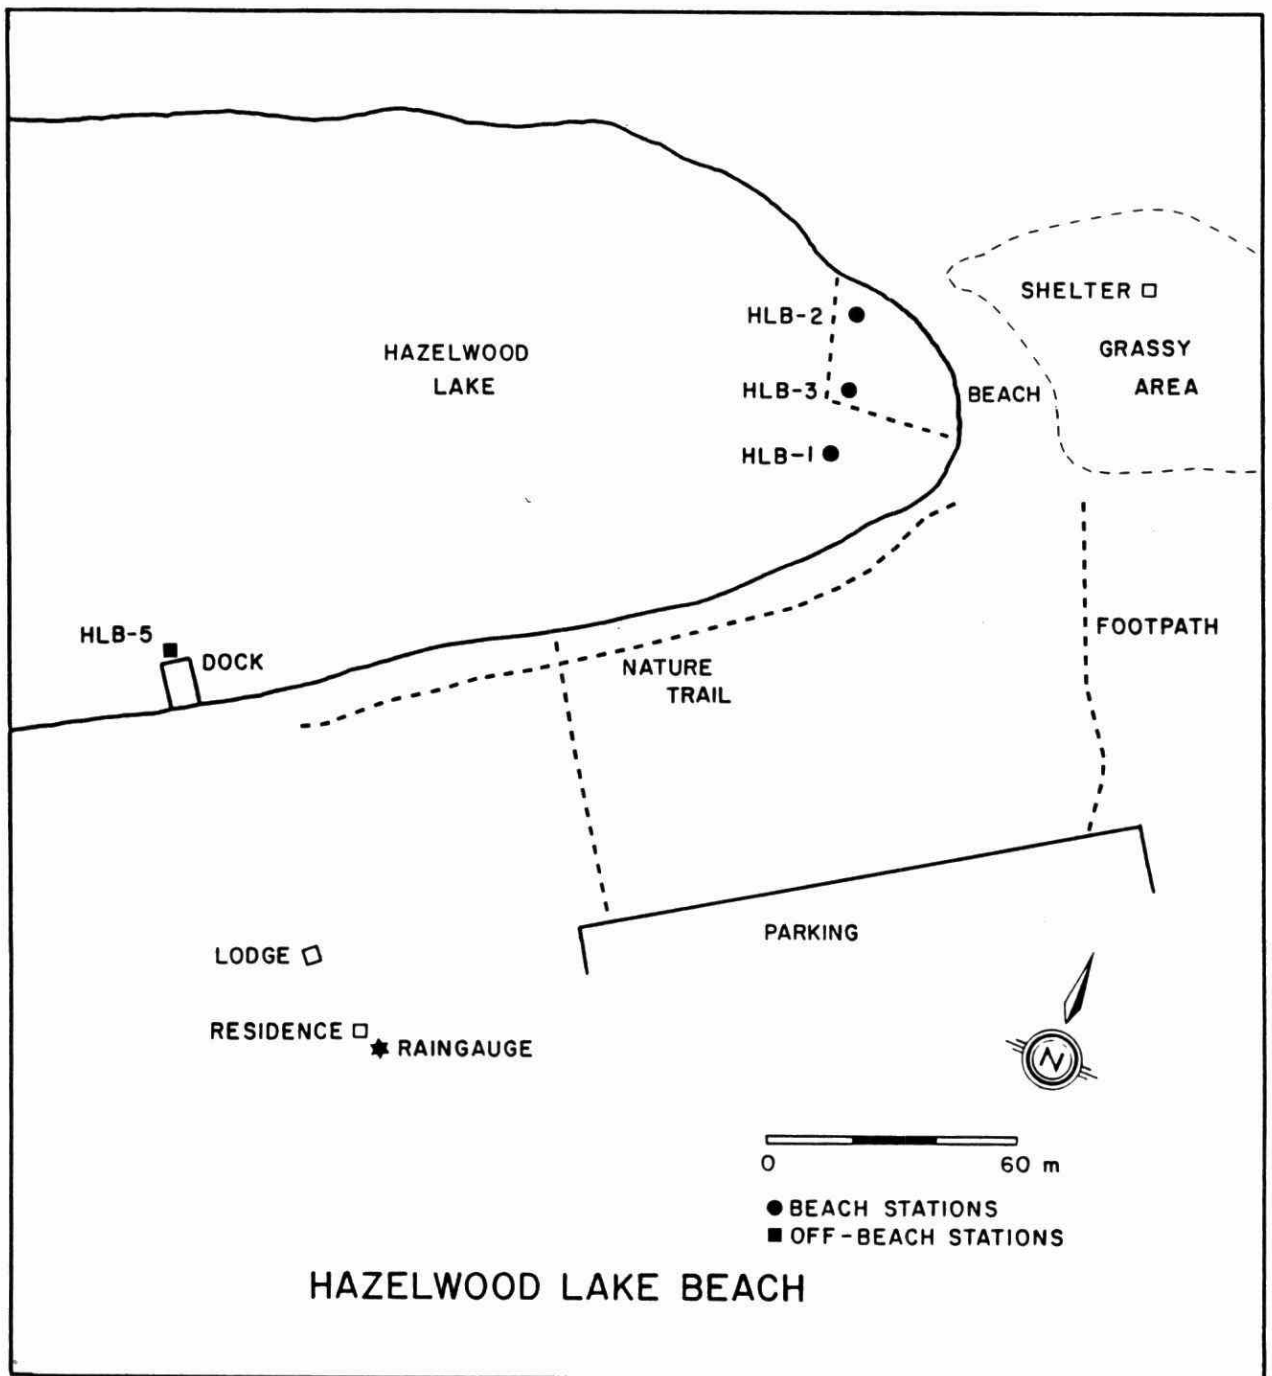 SHELTER
HLB-2
GRASSY
AREA
HAZELWOOD
LAKE
HLB-3
BEACH
HLB-1
HLB-5
DOCK
FOOTPATH
NATURE
TRAIL
PARKING
LODGE
RESIDENCE
RAINGAUGE
N
0 60 m
BEACH STATIONS
OFF-BEACH STATIONS
HAZELWOOD LAKE BEACH